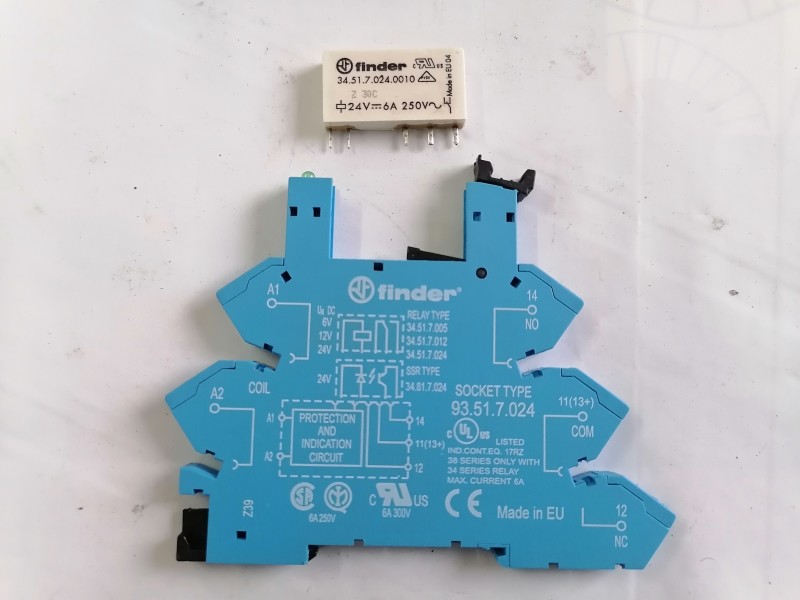 finder
34.51.7.024.0010
Z 30C
24V 6A 250V~
Made in EU 04
finder®
A1
14
NO
UN DC
6V
12V
24V
RELAY TYPE
34.51.7.005
34.51.7.012
34.51.7.024
24V
SSR TYPE
34.81.7.024
A2
COIL
SOCKET TYPE
93.51.7.024
11(13+)
COM
A1
A2
PROTECTION
AND
INDICATION
CIRCUIT
14
11(13+)
12
c UL US
LISTED
IND.CONT.EQ. 17RZ
38 SERIES ONLY WITH
34 SERIES RELAY
MAX. CURRENT 6A
Z39
6A 250V
C US
6A 300V
CE
Made in EU
12
NC